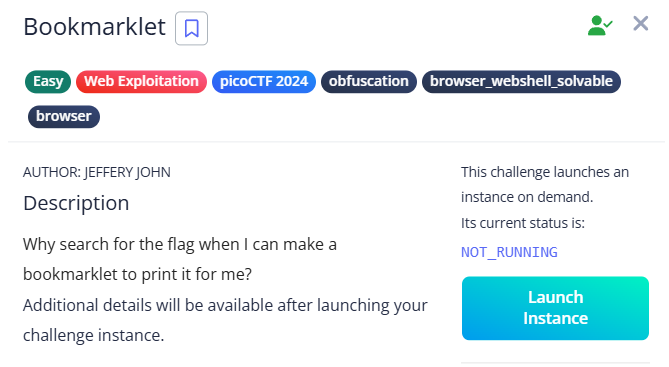 Bookmarklet
Easy Web Exploitation picoCTF 2024 obfuscation browser_webshell_solvable
browser
AUTHOR: JEFFERY JOHN
Description
Why search for the flag when I can make a
bookmarklet to print it for me?
Additional details will be available after launching your
challenge instance.
This challenge launches an
instance on demand.
Its current status is:
NOT_RUNNING
Launch
Instance